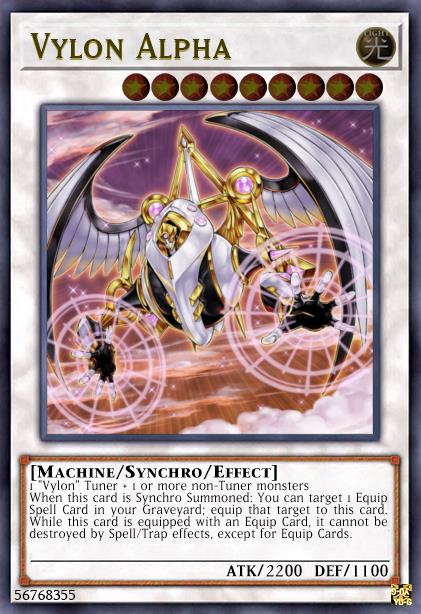 Vylon Alpha
LIGHT
光
[Machine/Synchro/Effect]
1 "Vylon" Tuner + 1 or more non-Tuner monsters
When this card is Synchro Summoned: You can target 1 Equip
Spell Card in your Graveyard; equip that target to this card.
While this card is equipped with an Equip Card, it cannot be
destroyed by Spell/Trap effects, except for Equip Cards.
ATK/2200 DEF/1100
56768355